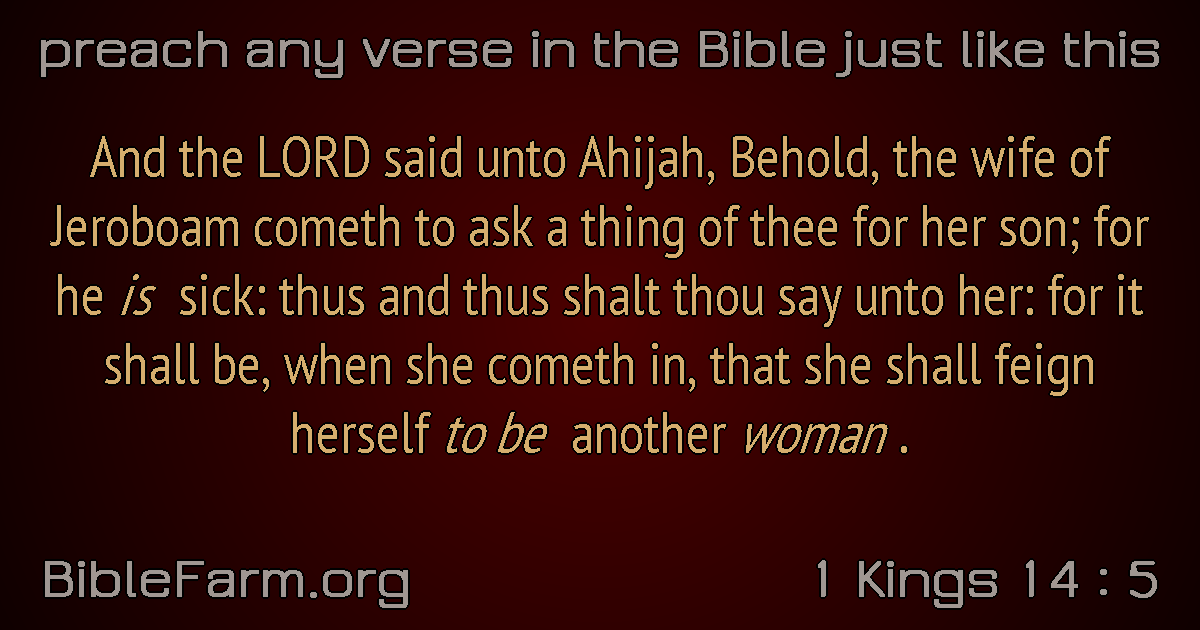 preach any verse in the Bible just like this
And the LORD said unto Ahijah, Behold, the wife of
Jeroboam cometh to ask a thing of thee for her son; for
he is sick: thus and thus shalt thou say unto her: for it
shall be, when she cometh in, that she shall feign
herself to be another woman .
BibleFarm.org
1 Kings 14 : 5